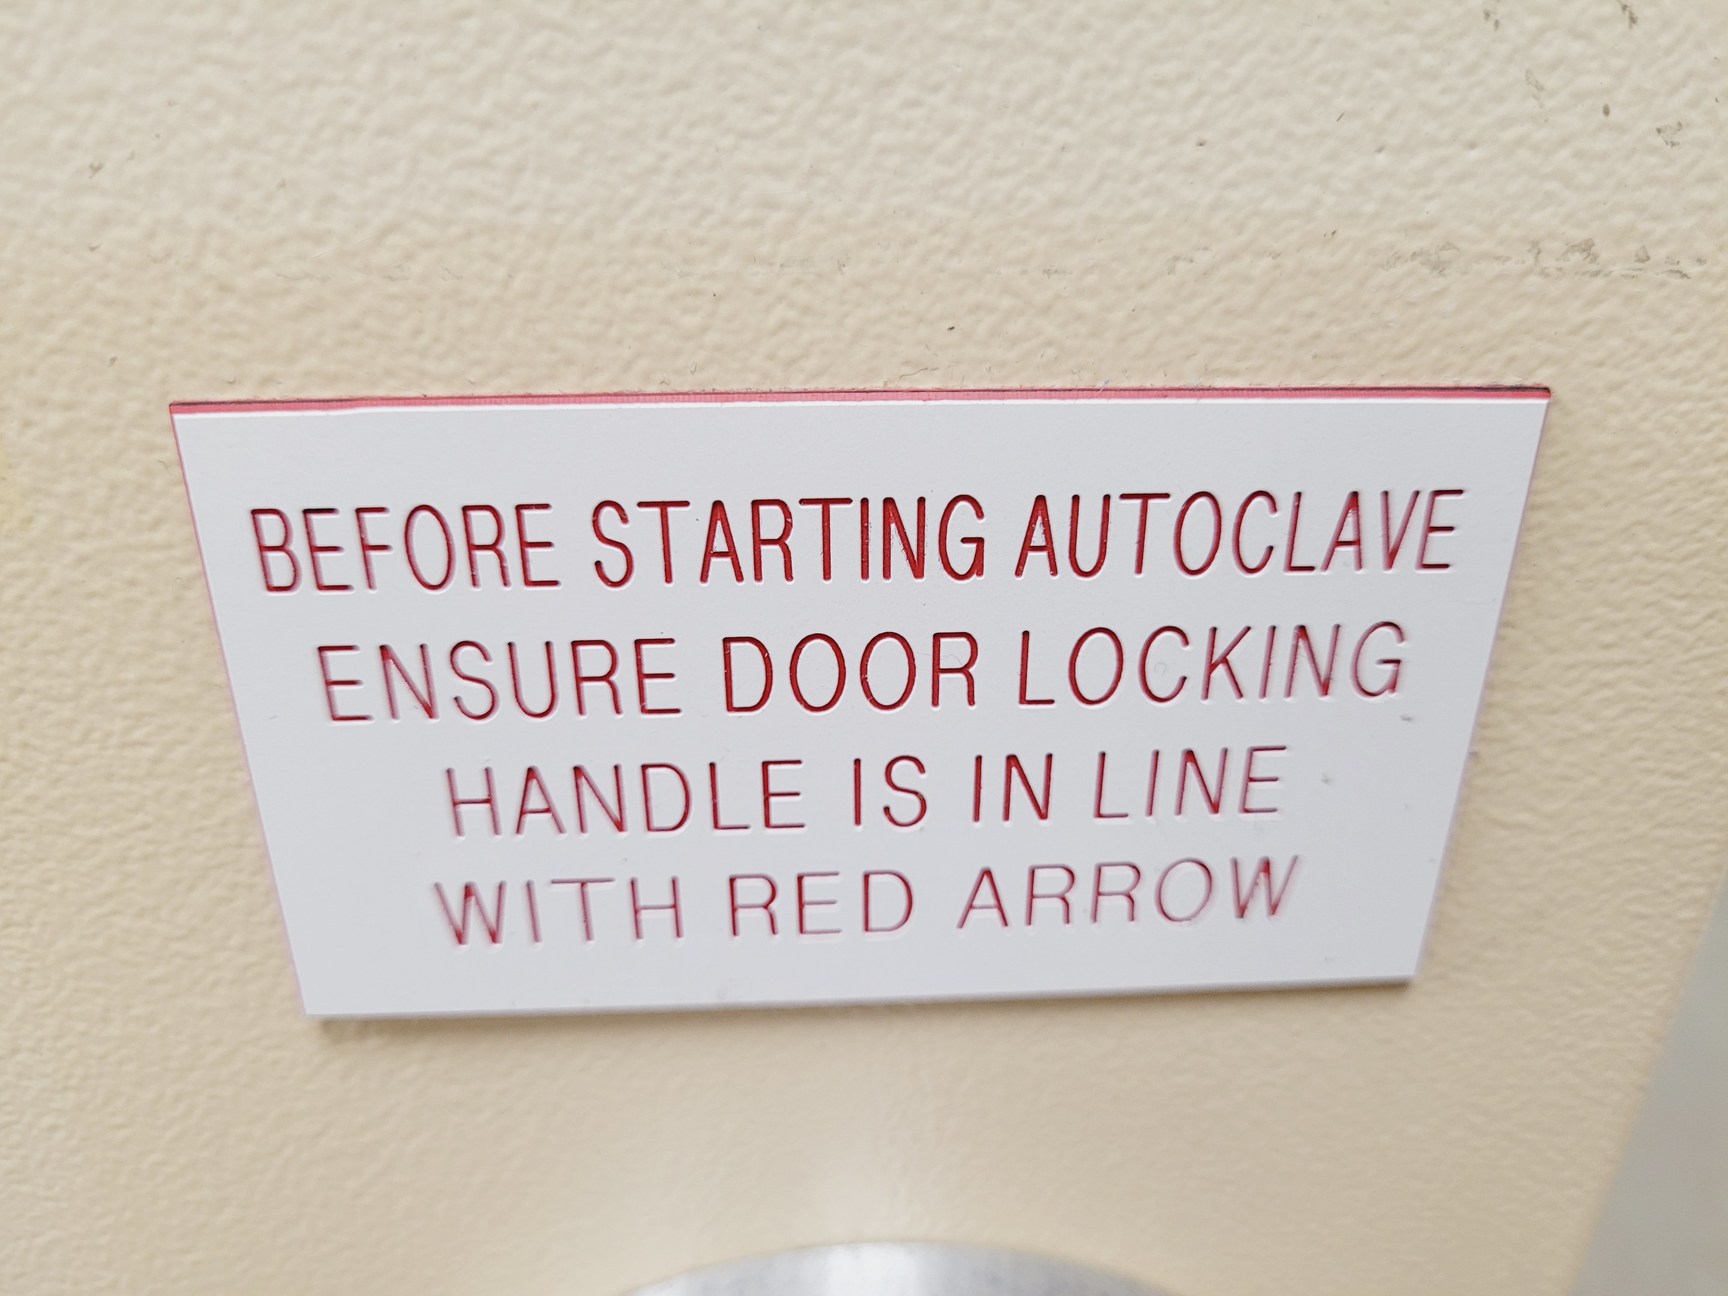 BEFORE STARTING AUTOCLAVE
ENSURE DOOR LOCKING
HANDLE IS IN LINE
WITH RED ARROW